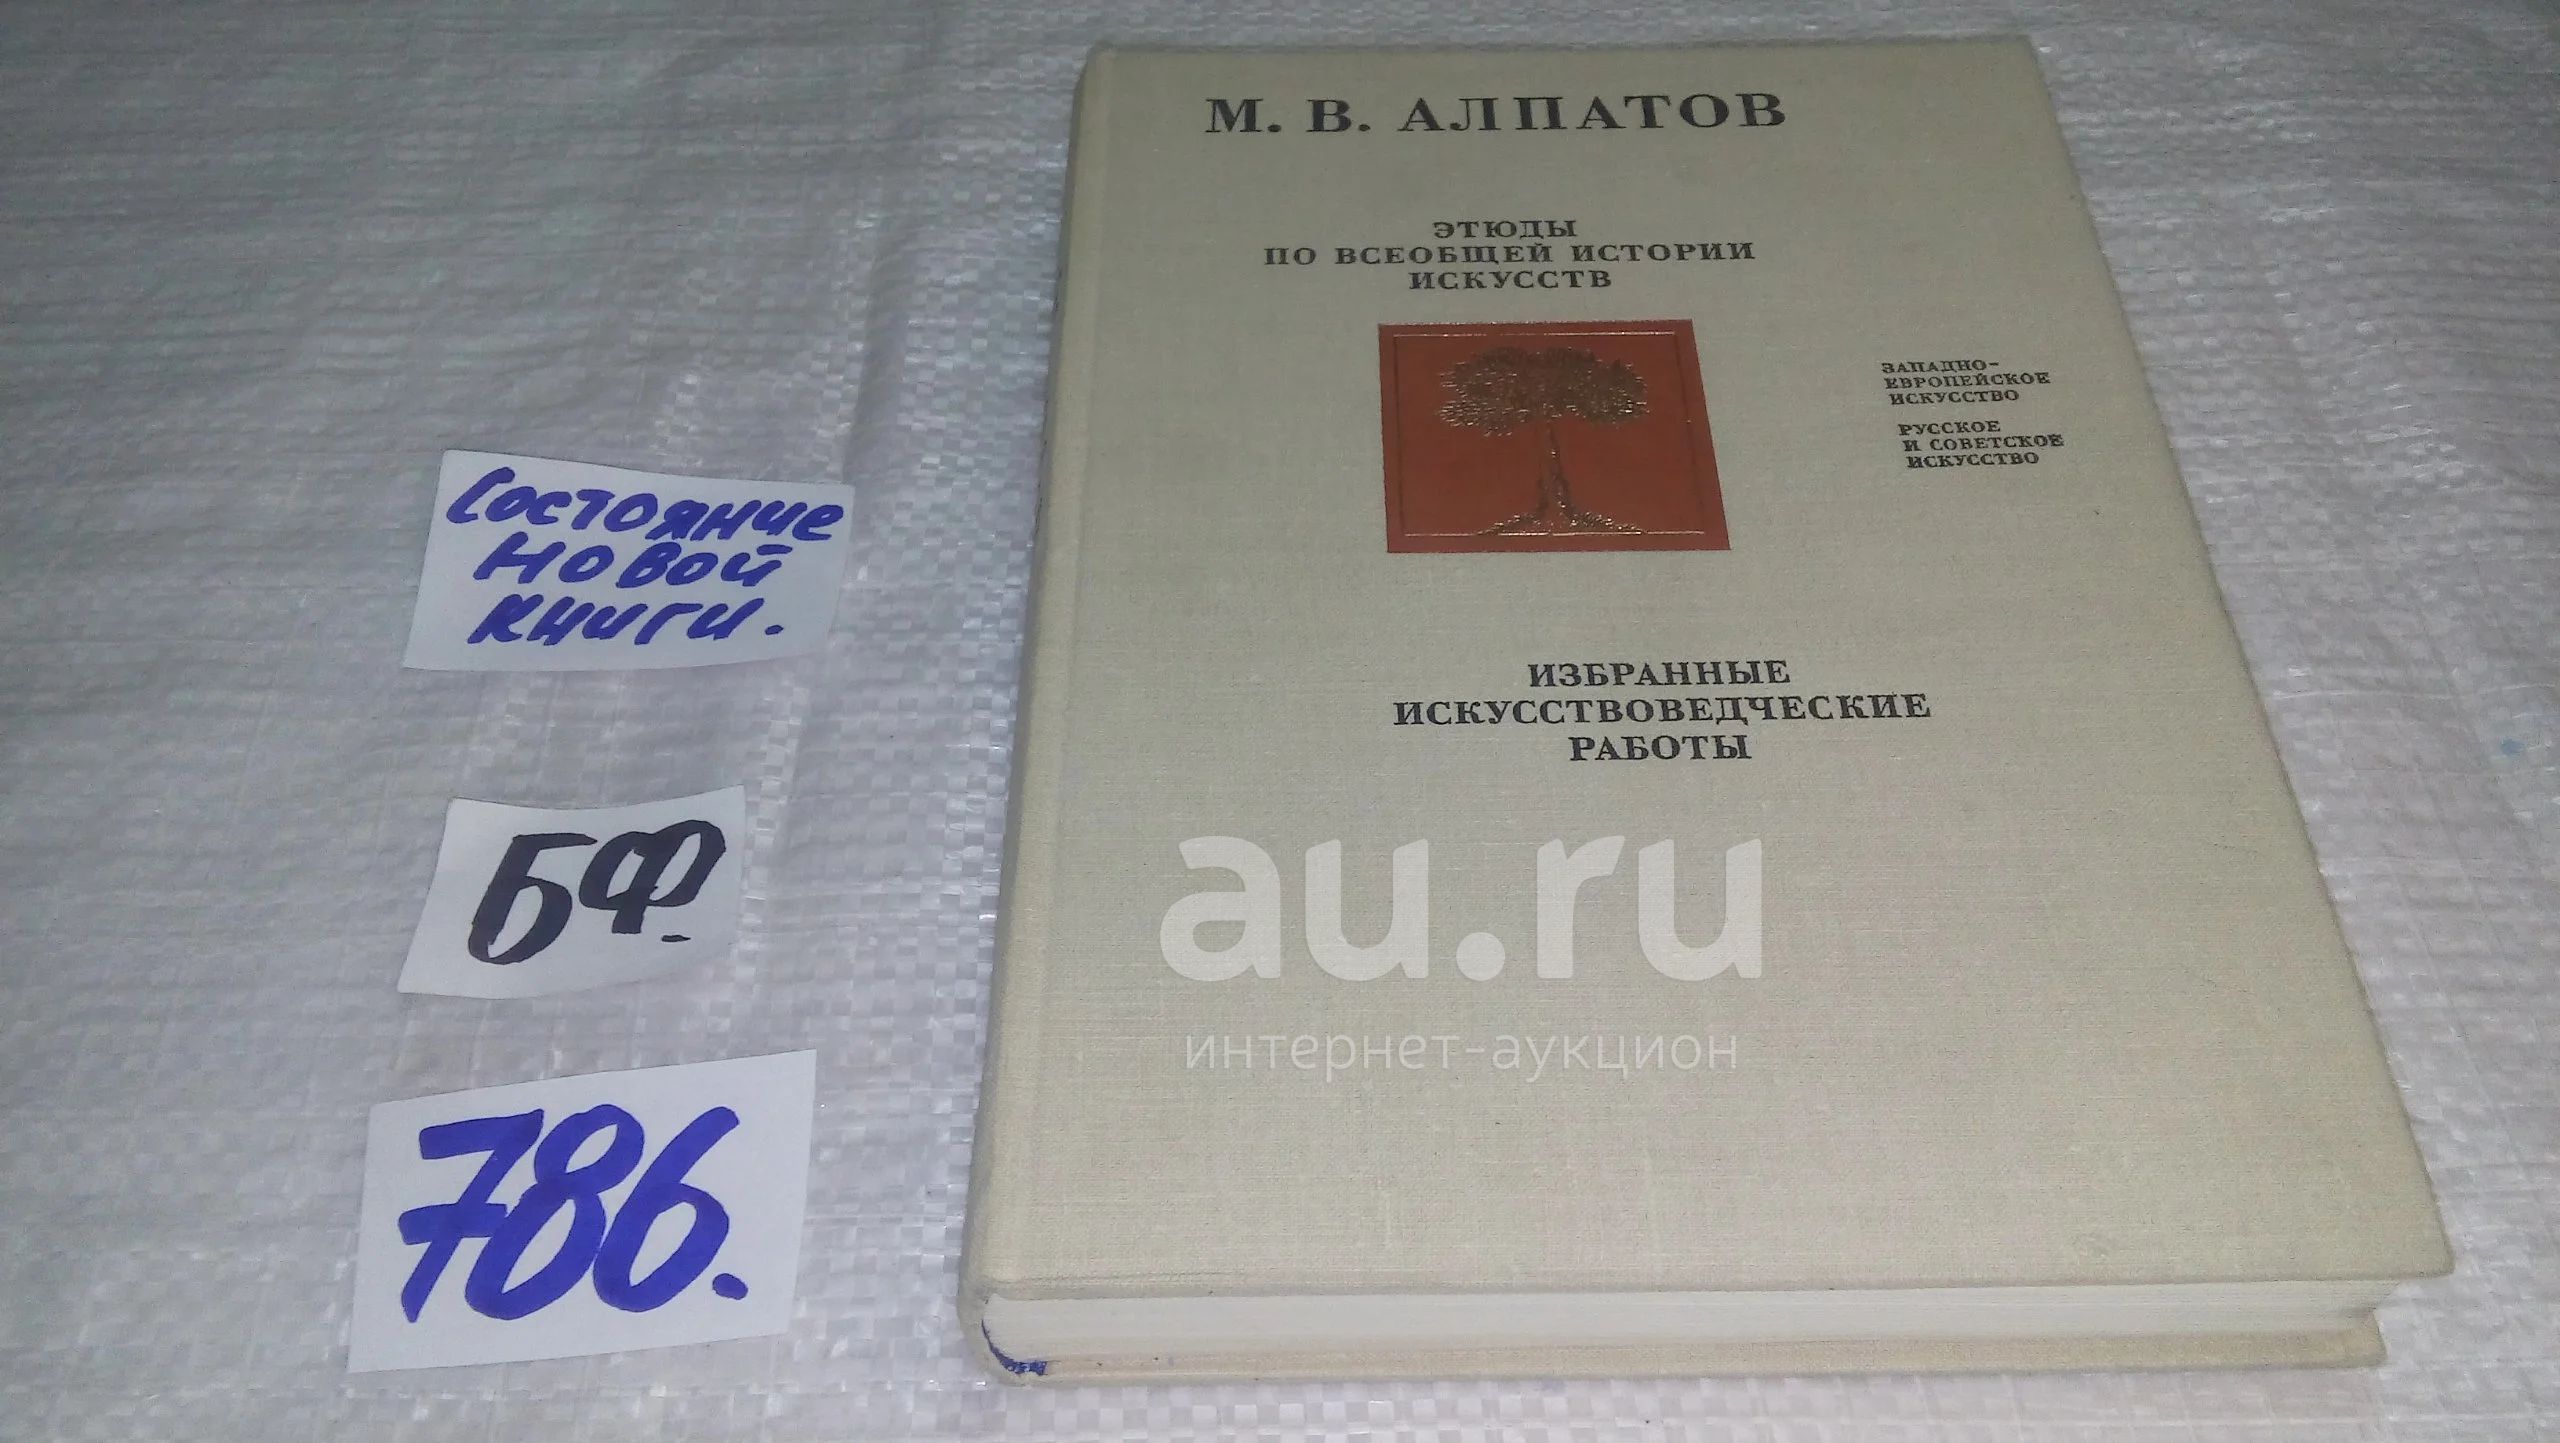 М. В. АЛПАТОВ
ЭТЮДЫ
ПО ВСЕОБЩЕЙ ИСТОРИИ
ИСКУССТВ
ЗАПАДНО-
ЕВРОПЕЙСКОЕ
ИСКУССТВО
РУССКОЕ
И СОВЕТСКОЕ
ИСКУССТВО
ИЗБРАННЫЕ
ИСКУССТВОВЕДЧЕСКИЕ
РАБОТЫ
Состояние
новой
книги.
БФ.
786.
au.ru
интернет-аукцион